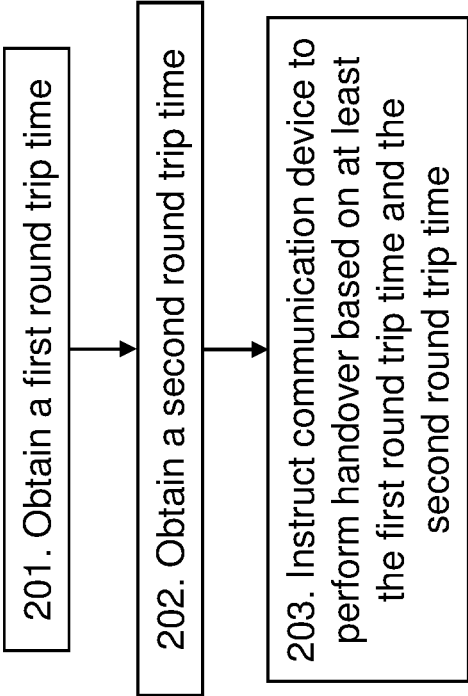 201. Obtain a first round trip time
202. Obtain a second round trip time
203. Instruct communication device to
perform handover based on at least
the first round trip time and the
second round trip time